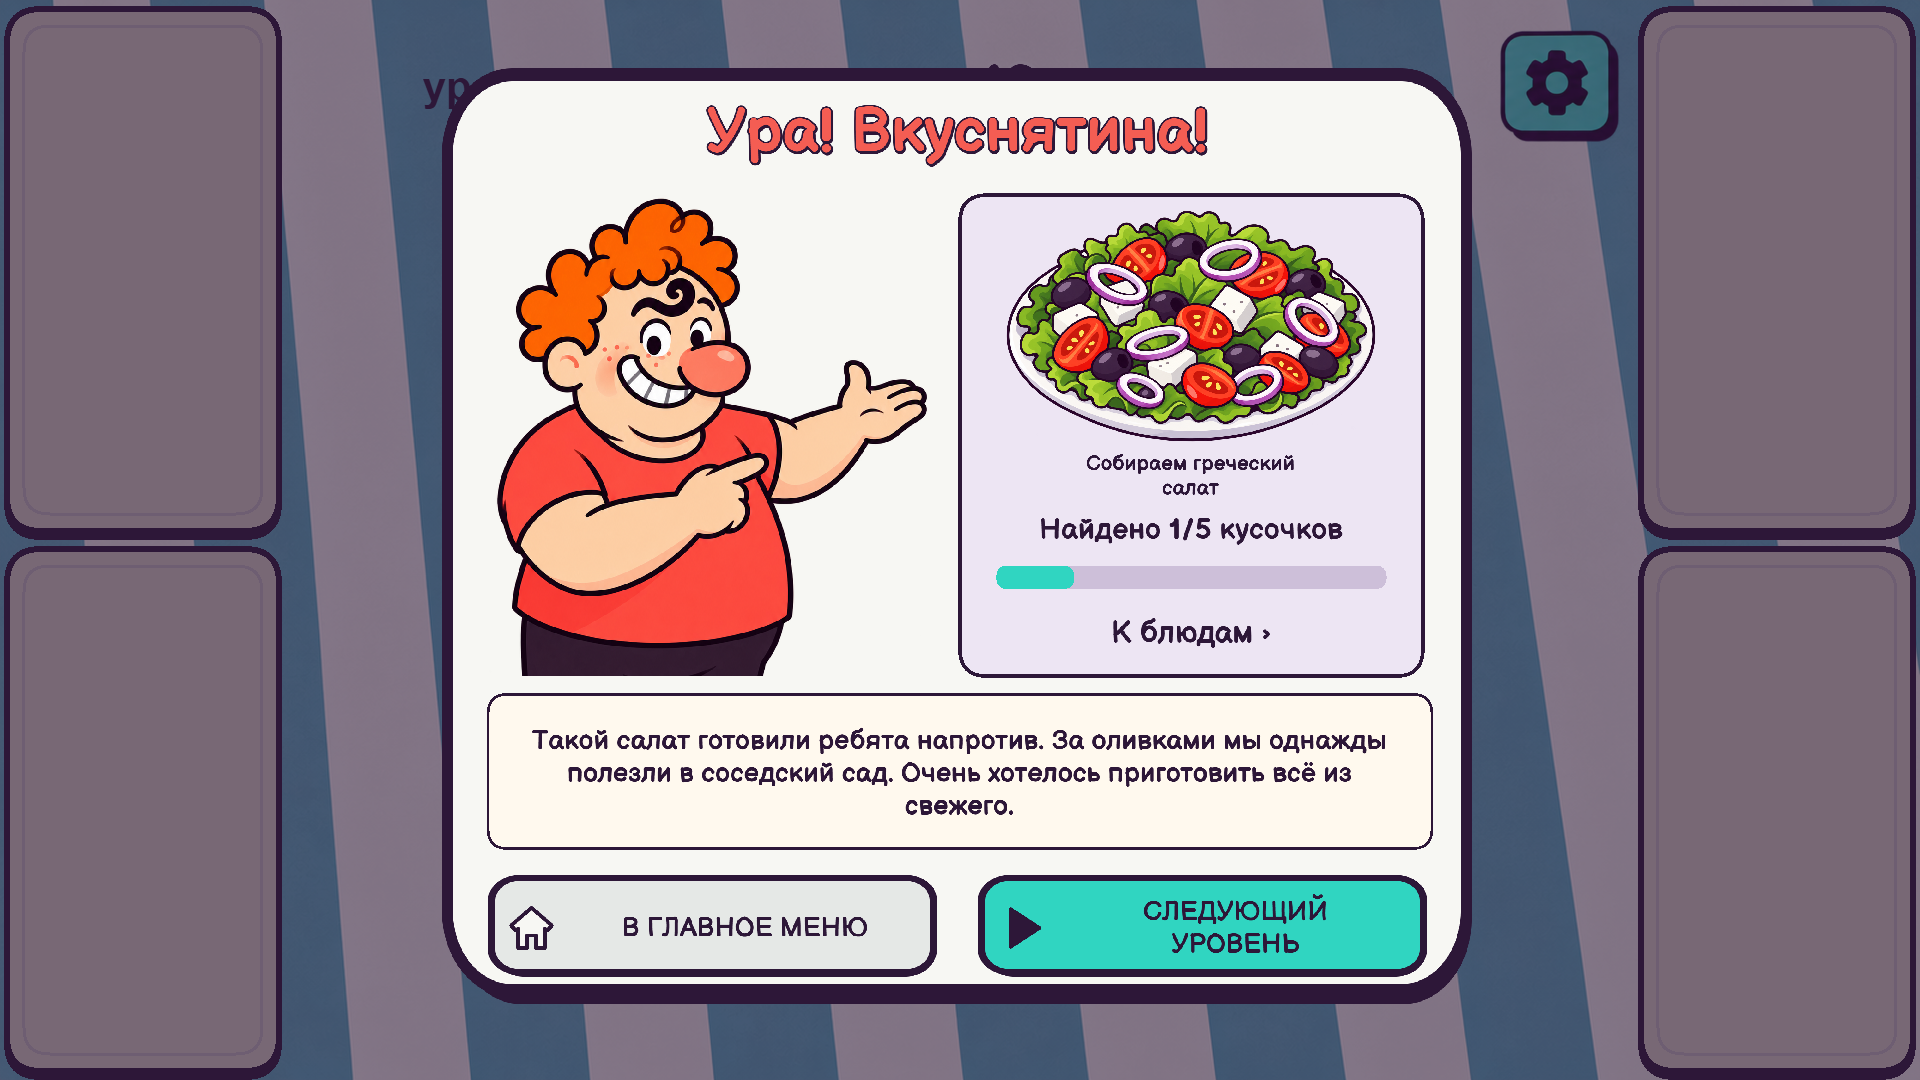 Ура! Вкуснятина!
Собираем греческий
салат
Найдено 1/5 кусочков
К блюдам ›
Такой салат готовили ребята напротив. За оливками мы однажды
полезли в соседский сад. Очень хотелось приготовить всё из
свежего.
В ГЛАВНОЕ МЕНЮ
СЛЕДУЮЩИЙ
УРОВЕНЬ